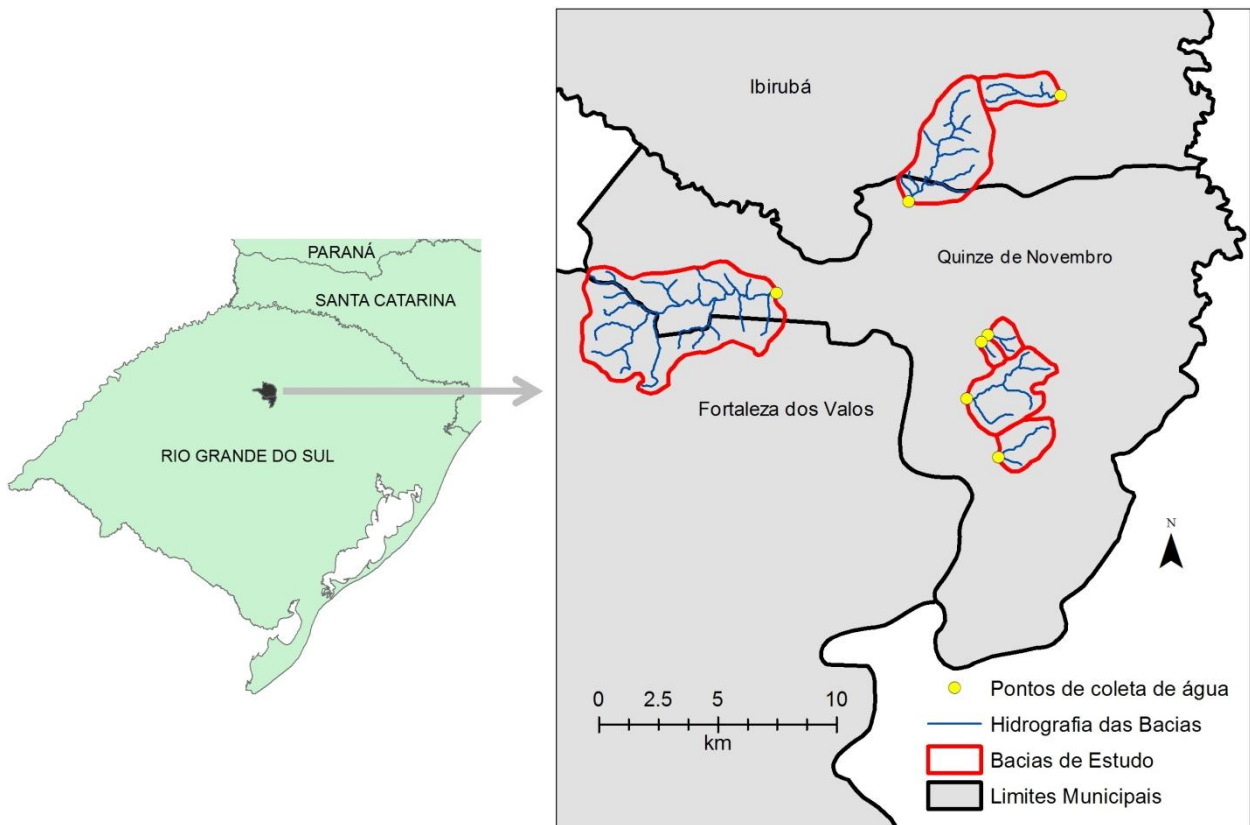 PARANÁ
SANTA CATARINA
RIO GRANDE DO SUL
Ibirubá
Quinze de Novembro
Fortaleza dos Valos
N
0 2.5 5 10
km
Pontos de coleta de água
Hidrografia das Bacias
Bacias de Estudo
Limites Municipais